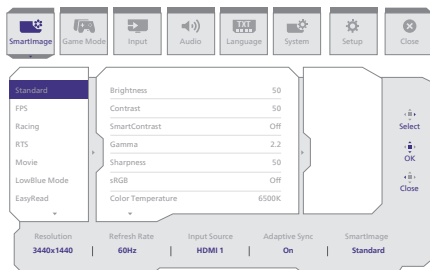 SmartImage
Game Mode
Input
Audio
TXT
Language
System
Setup
Close
Standard
FPS
Racing
RTS
Movie
LowBlue Mode
EasyRead
Brightness 50
Contrast 50
SmartContrast Off
Gamma 2.2
Sharpness 50
sRGB Off
Color Temperature 6500K
Select
OK
Close
Resolution Refresh Rate Input Source Adaptive Sync SmartImage
3440x1440 60Hz HDMI 1 On Standard